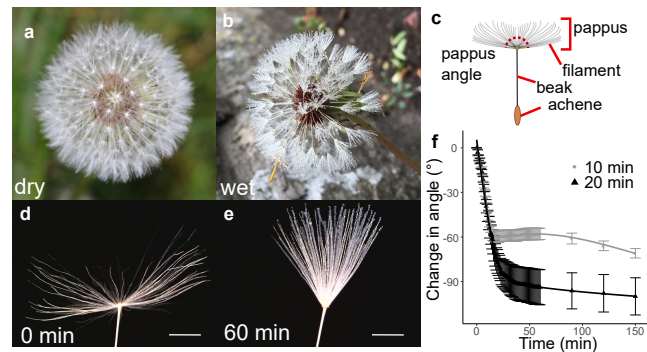 a
dry
b
wet
c
pappus
pappus
angle
filament
beak
achene
d
0 min
e
60 min
f
10 min
20 min
Change in angle (°)
0
-30
-60
-90
0
50
100
150
Time (min)